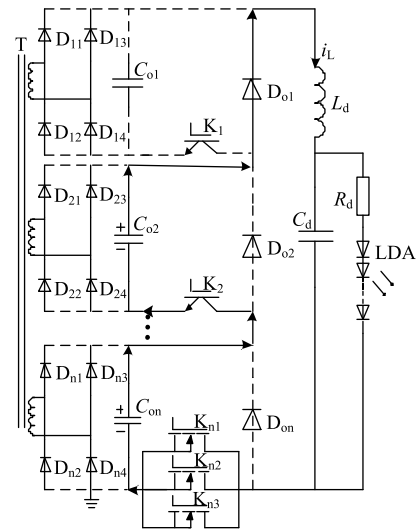 T
D11 D13
Co1
D12 D14
K1
Do1
iL
Ld
D21 D23
Co2
D22 D24
K2
Do2
Cd
Rd
LDA
Dn1 Dn3
Con
Dn2 Dn4
Kn1
Kn2
Kn3
Don